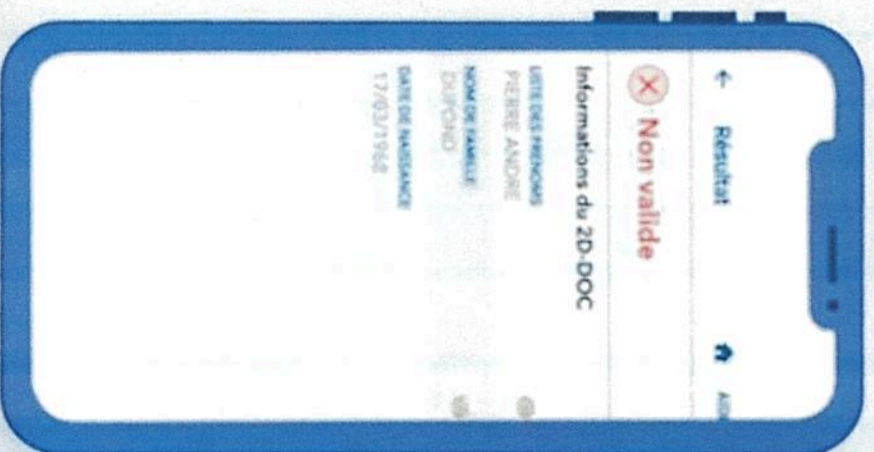 Résultat
Non valide
Informations du 2D-DOC
LISTE DES PRENOMS
PIERRE ANDRE
NOM DE FAMILLE
DUPOND
DATE DE NAISSANCE
17/03/1968